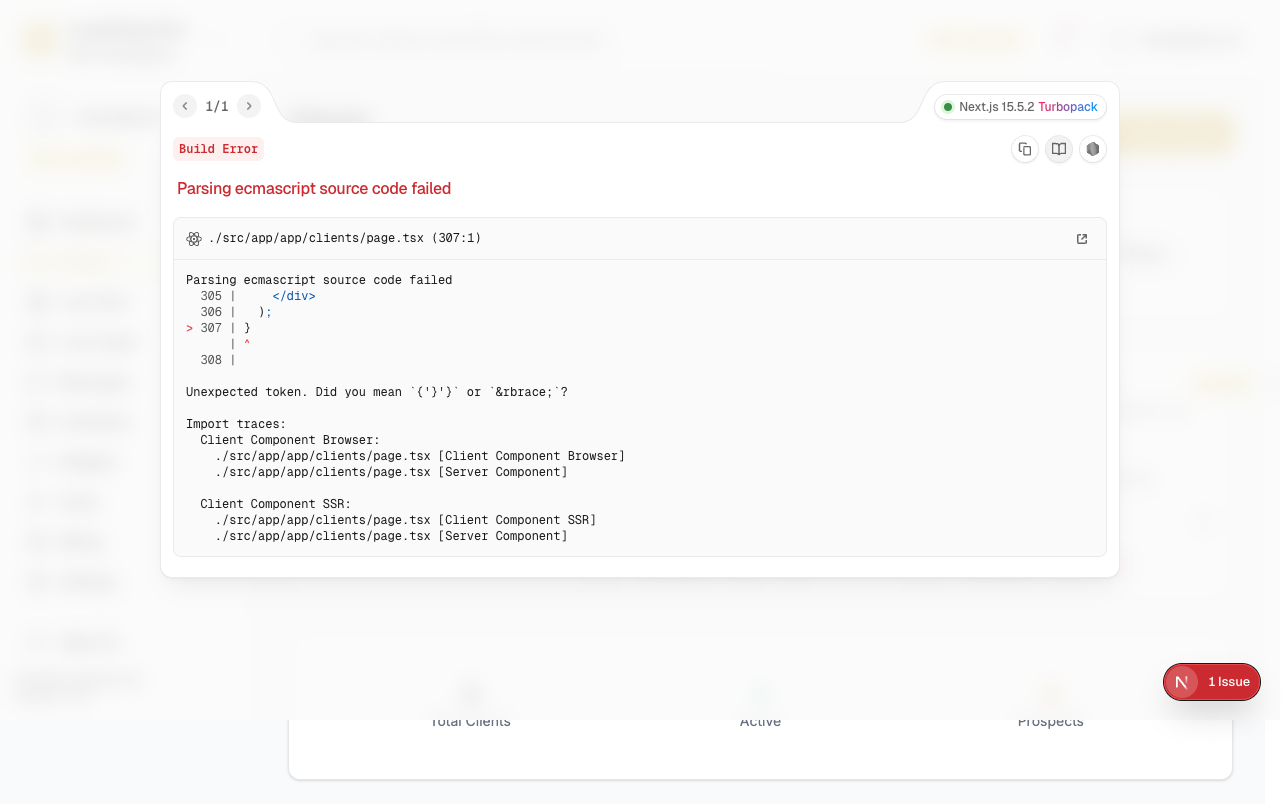 1/1
Next.js 15.5.2 Turbopack
Build Error
Parsing ecmascript source code failed
./src/app/app/clients/page.tsx (307:1)
Parsing ecmascript source code failed
305 |     </div>
306 |   );
> 307 | }
| ^
308 |
Unexpected token. Did you mean `{'}'}` or `&rbrace;`?
Import traces:
Client Component Browser:
./src/app/app/clients/page.tsx [Client Component Browser]
./src/app/app/clients/page.tsx [Server Component]
Client Component SSR:
./src/app/app/clients/page.tsx [Client Component SSR]
./src/app/app/clients/page.tsx [Server Component]
1 Issue
Total Clients
Active
Prospects